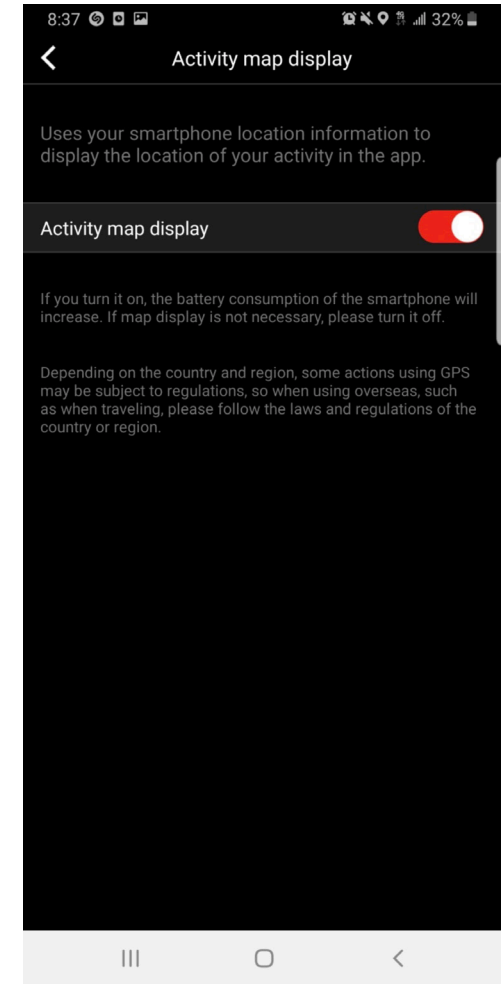 8:37
32%
Activity map display
Uses your smartphone location information to
display the location of your activity in the app.
Activity map display
If you turn it on, the battery consumption of the smartphone will
increase. If map display is not necessary, please turn it off.
Depending on the country and region, some actions using GPS
may be subject to regulations, so when using overseas, such
as when traveling, please follow the laws and regulations of the
country or region.